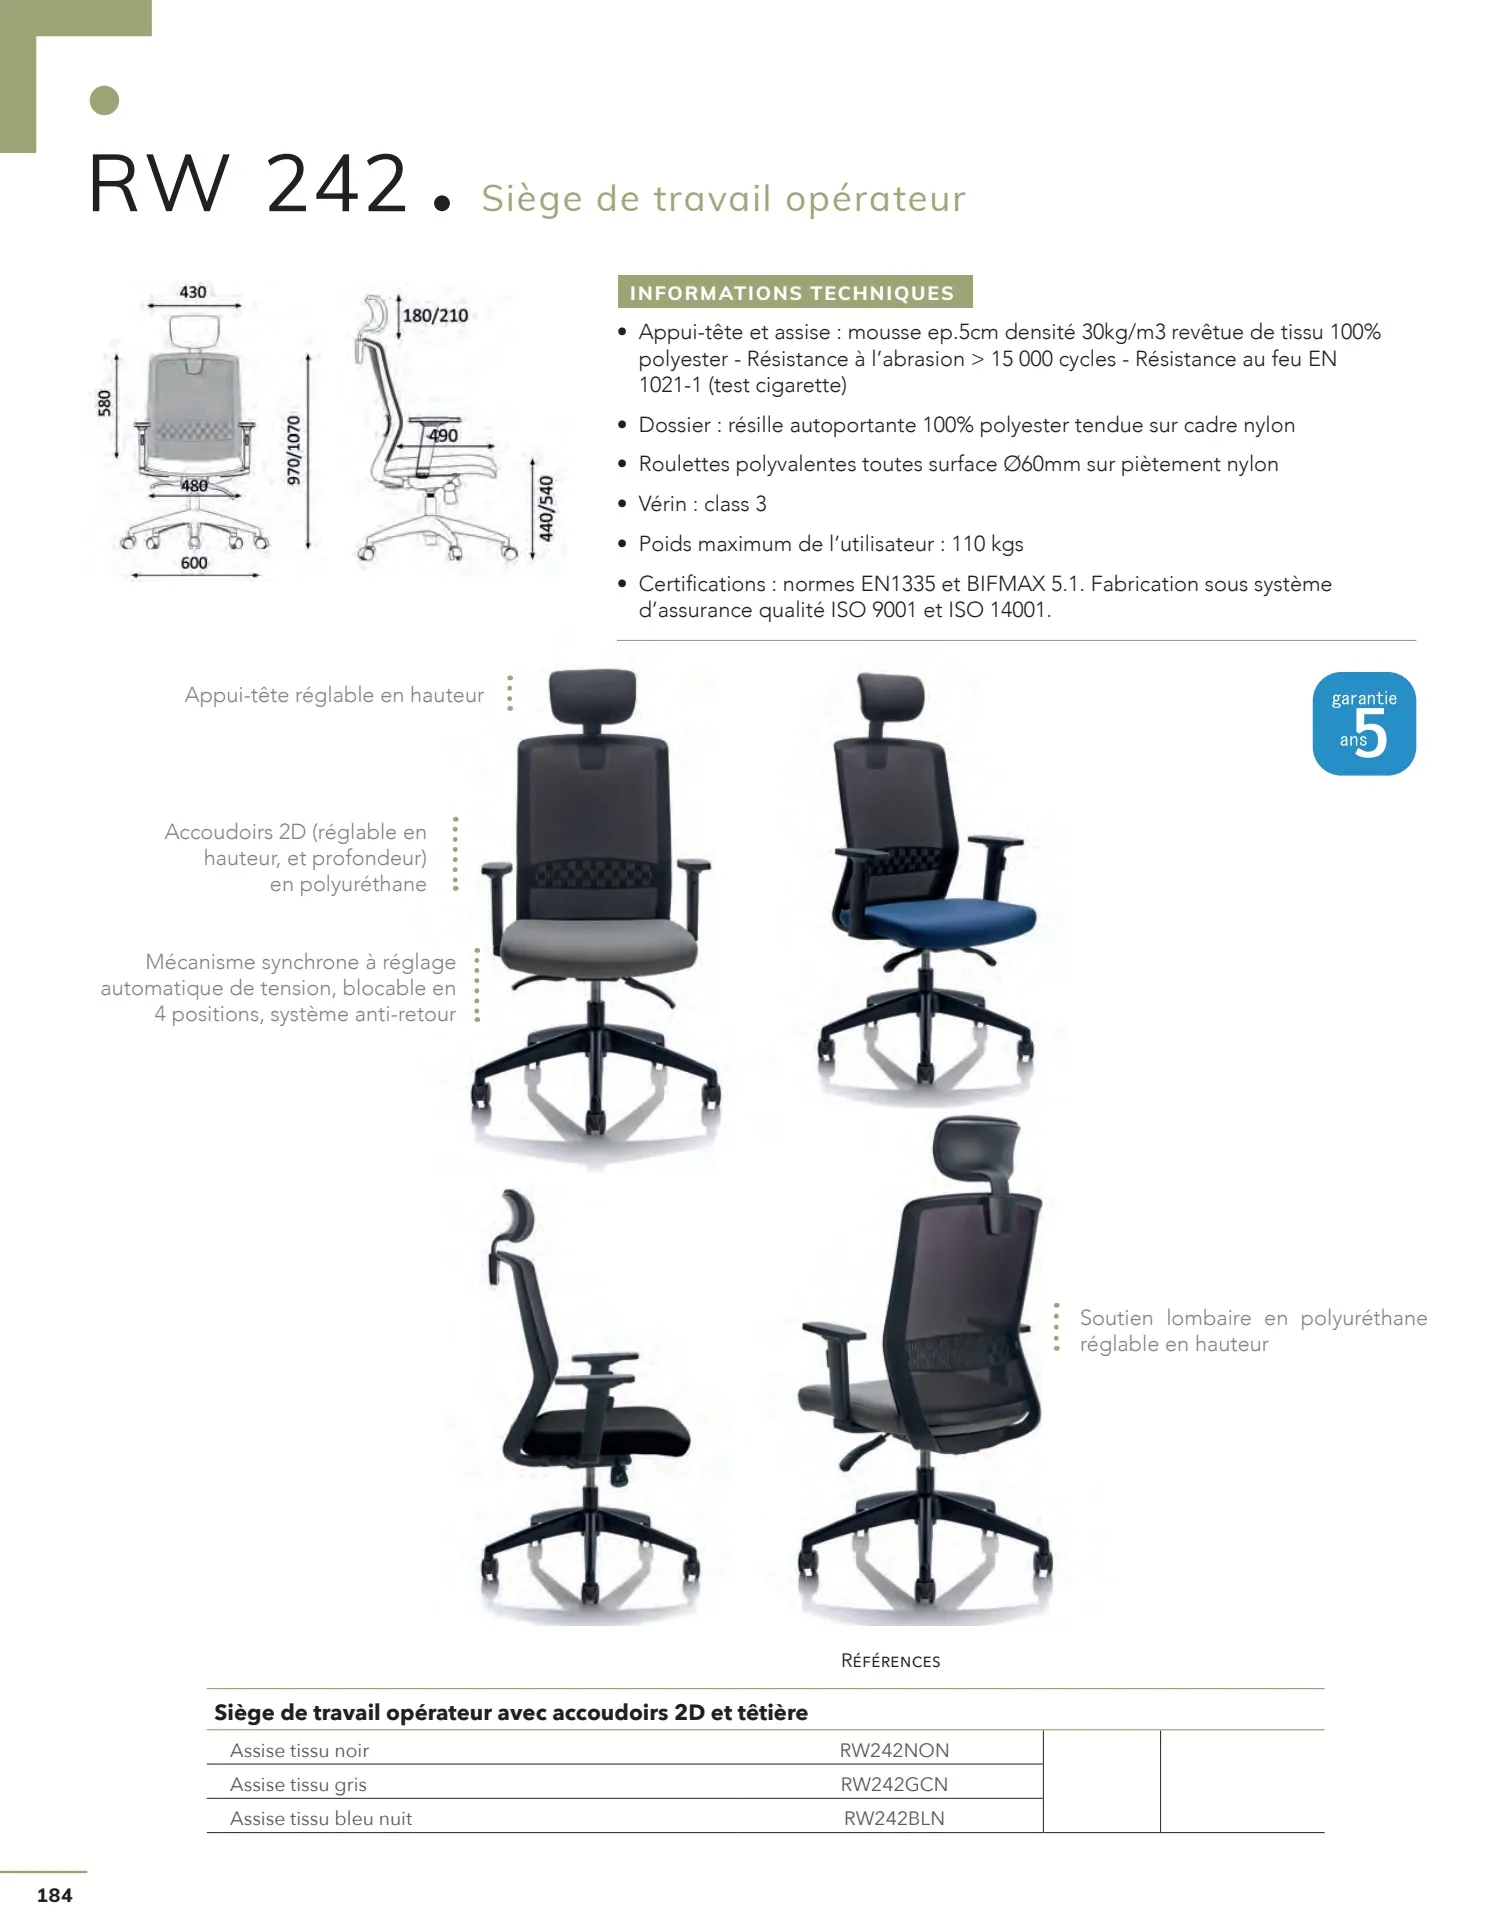 RW 242. Siège de travail opérateur
430
580
970/1070
480
600
180/210
490
440/540
INFORMATIONS TECHNIQUES
• Appui-tête et assise : mousse ep.5cm densité 30kg/m3 revêtue de tissu 100%
polyester - Résistance à l’abrasion > 15 000 cycles - Résistance au feu EN
1021-1 (test cigarette)
• Dossier : résille autoportante 100% polyester tendue sur cadre nylon
• Roulettes polyvalentes toutes surface Ø60mm sur piètement nylon
• Vérin : class 3
• Poids maximum de l’utilisateur : 110 kgs
• Certifications : normes EN1335 et BIFMAX 5.1. Fabrication sous système
d’assurance qualité ISO 9001 et ISO 14001.
Appui-tête réglable en hauteur
garantie
5
ans
Accoudoirs 2D (réglable en
hauteur, et profondeur)
en polyuréthane
Mécanisme synchrone à réglage
automatique de tension, blocable en
4 positions, système anti-retour
Soutien lombaire en polyuréthane
réglable en hauteur
RÉFÉRENCES
Siège de travail opérateur avec accoudoirs 2D et têtière
Assise tissu noir RW242NON
Assise tissu gris RW242GCN
Assise tissu bleu nuit RW242BLN
184